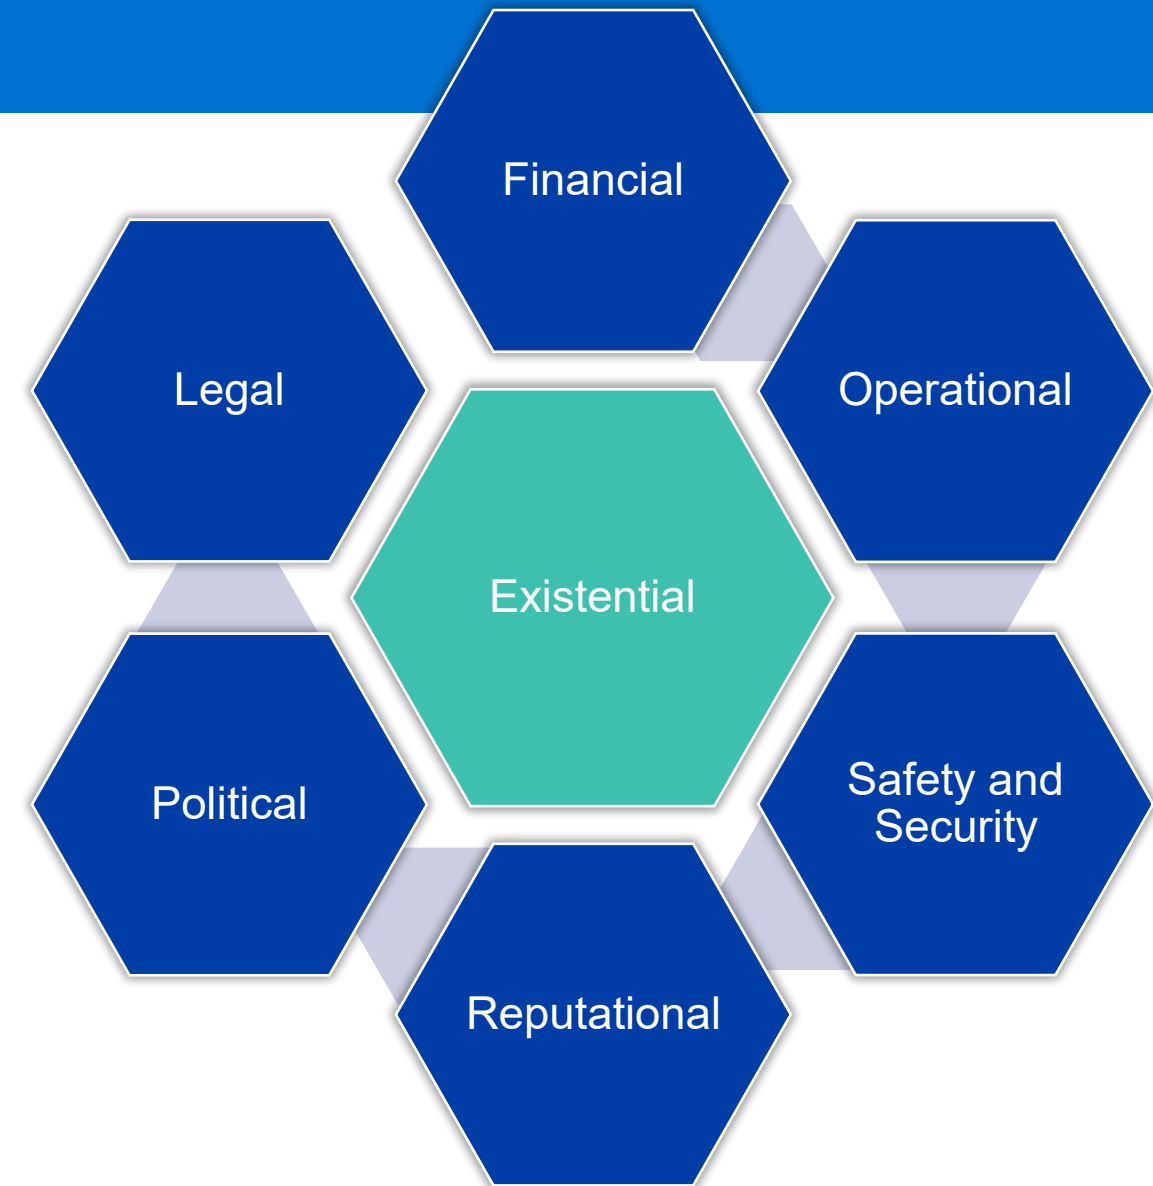 Financial
Legal
Operational
Existential
Political
Safety and
Security
Reputational